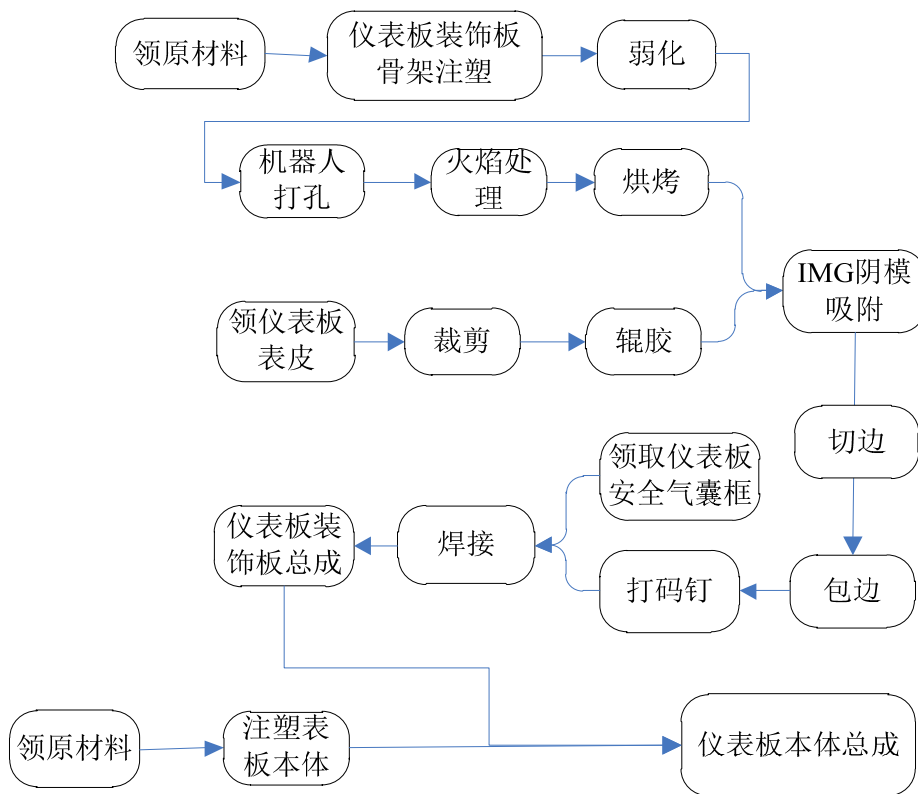 领原材料
仪表板装饰板
骨架注塑
弱化
机器人
打孔
火焰处
理
烘烤
IMG阴模
吸附
领仪表板
表皮
裁剪
辊胶
切边
领取仪表板
安全气囊框
仪表板装
饰板总成
焊接
打码钉
包边
领原材料
注塑表
板本体
仪表板本体总成